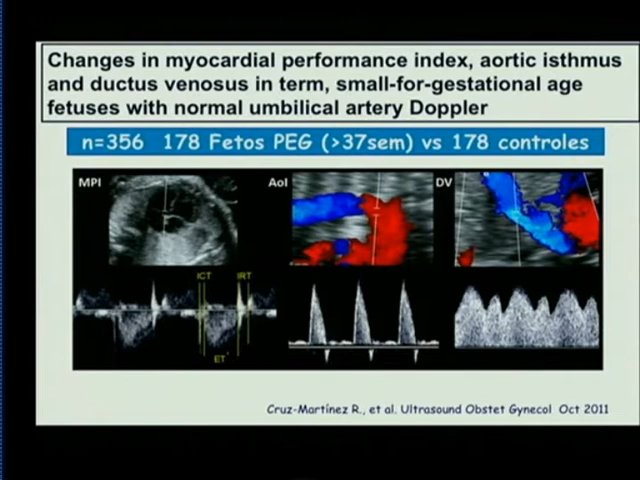 Changes in myocardial performance index, aortic isthmus
and ductus venosus in term, small-for-gestational age
fetuses with normal umbilical artery Doppler
n=356 178 Fetos PEG (>37sem) vs 178 controles
MPI AoI DV
ICT IRT
ET
Cruz-Martínez R., et al. Ultrasound Obstet Gynecol Oct 2011